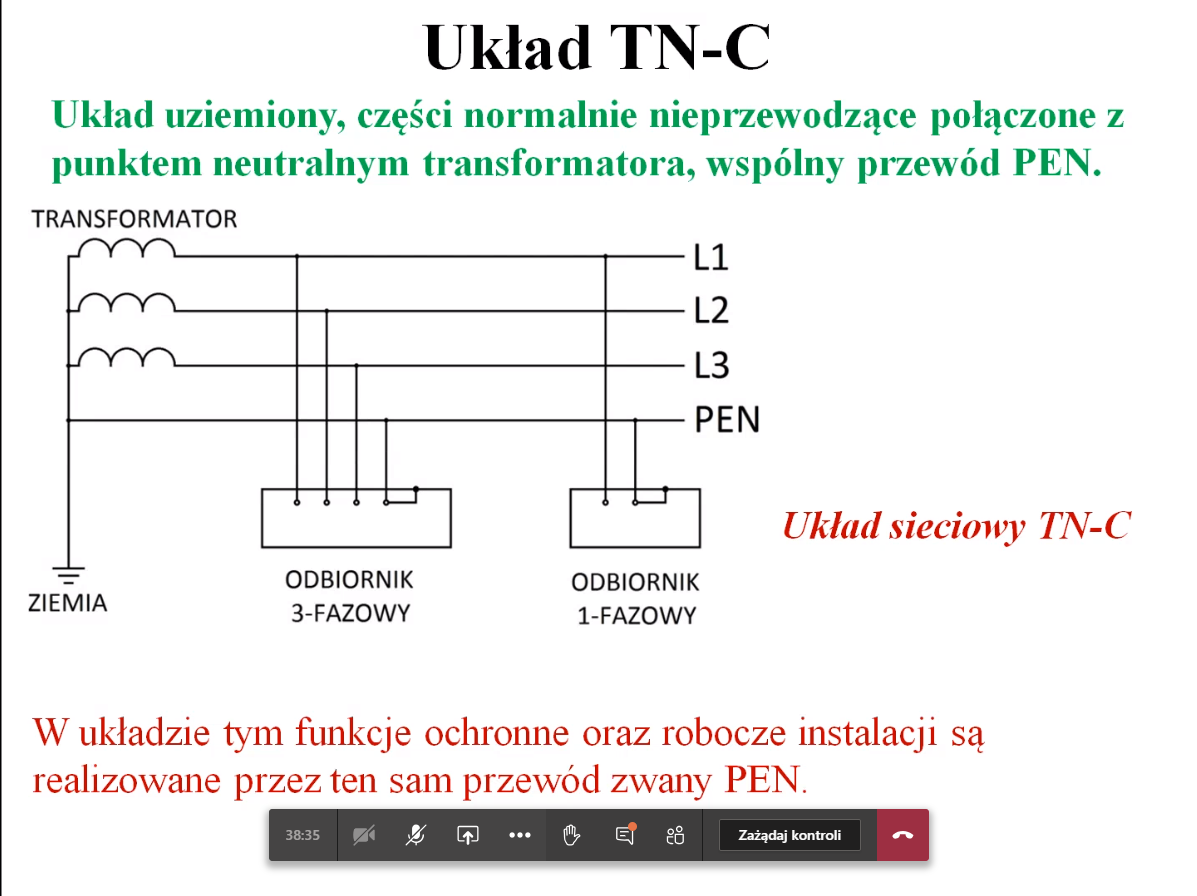 Układ TN-C
Układ uziemiony, części normalnie nieprzewodzące połączone z
punktem neutralnym transformatora, wspólny przewód PEN.
TRANSFORMATOR
L1
L2
L3
PEN
Układ sieciowy TN-C
ODBIORNIK
3-FAZOWY
ODBIORNIK
1-FAZOWY
ZIEMIA
W układzie tym funkcje ochronne oraz robocze instalacji są
realizowane przez ten sam przewód zwany PEN.
38:35
Zażądaj kontroli